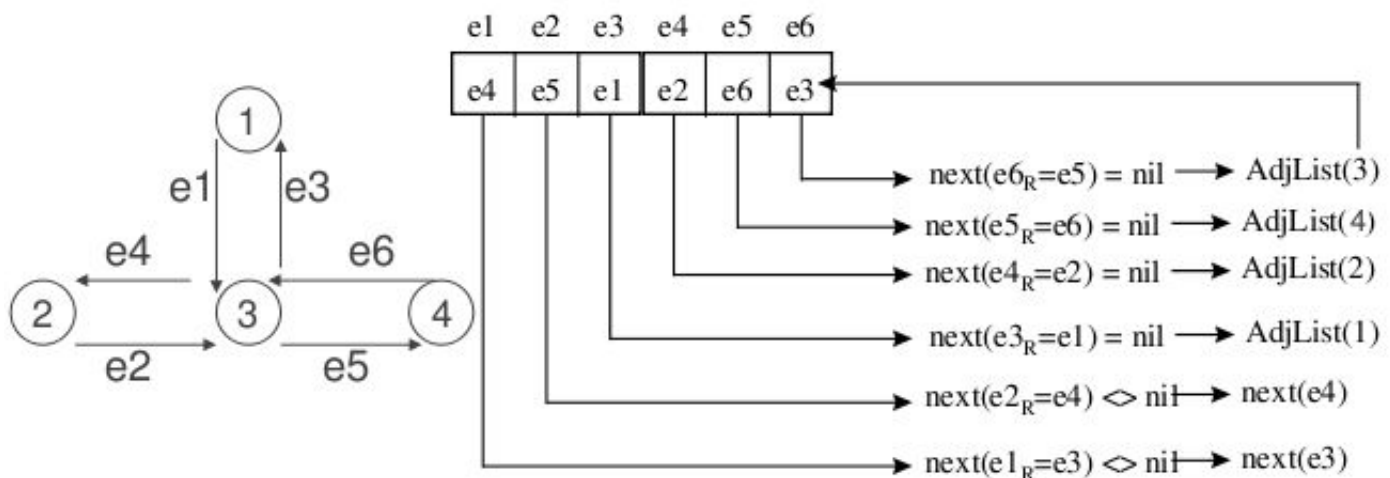 e1 e2 e3 e4 e5 e6
e4 e5 e1 e2 e6 e3
1
e1 e3
e4 e6
2 3 4
e2 e5
next(e6R=e5) = nil AdjList(3)
next(e5R=e6) = nil AdjList(4)
next(e4R=e2) = nil AdjList(2)
next(e3R=e1) = nil AdjList(1)
next(e2R=e4) <> nil next(e4)
next(e1R=e3) <> nil next(e3)